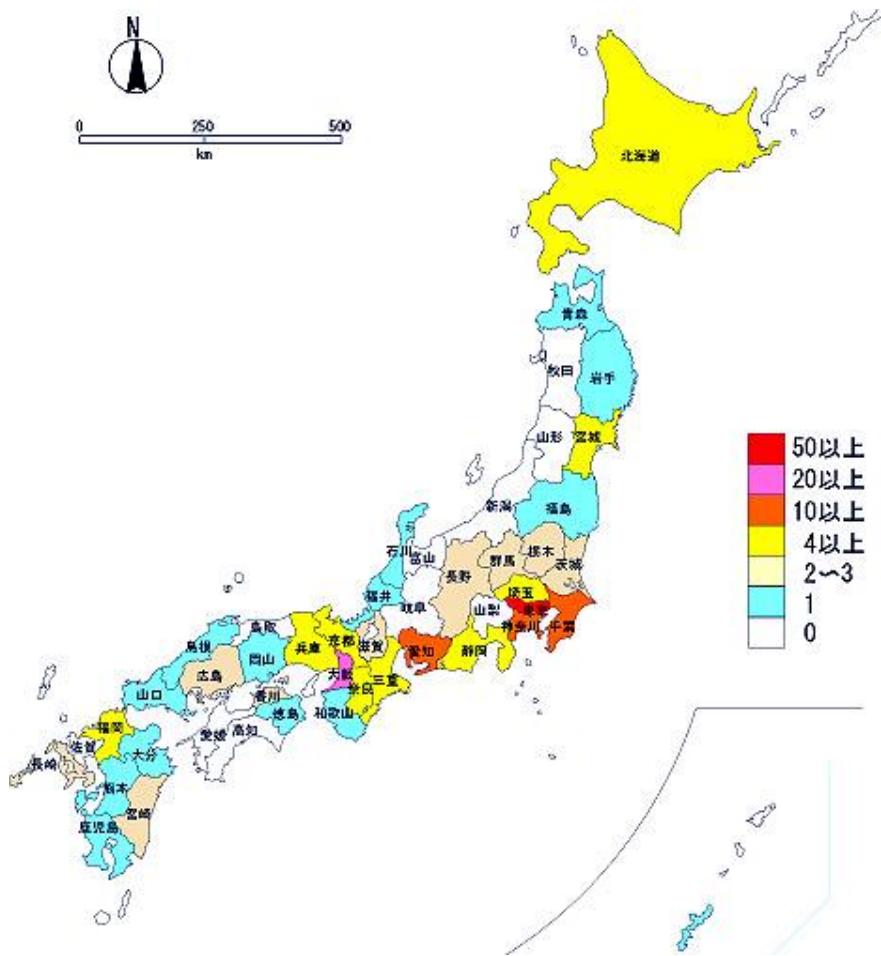 N
0 250 500
km
北海道
青森
秋田
岩手
山形
宮城
新潟
福島
50以上
20以上
10以上
4以上
2〜3
1
0
石川
富山
長野
群馬
栃木
茨城
福井
岐阜
山梨
埼玉
東京
神奈川
千葉
鳥取
島根
岡山
兵庫
京都
滋賀
愛知
静岡
広島
山口
大阪
奈良
三重
香川
徳島
和歌山
愛媛
高知
福岡
佐賀
長崎
大分
熊本
宮崎
鹿児島